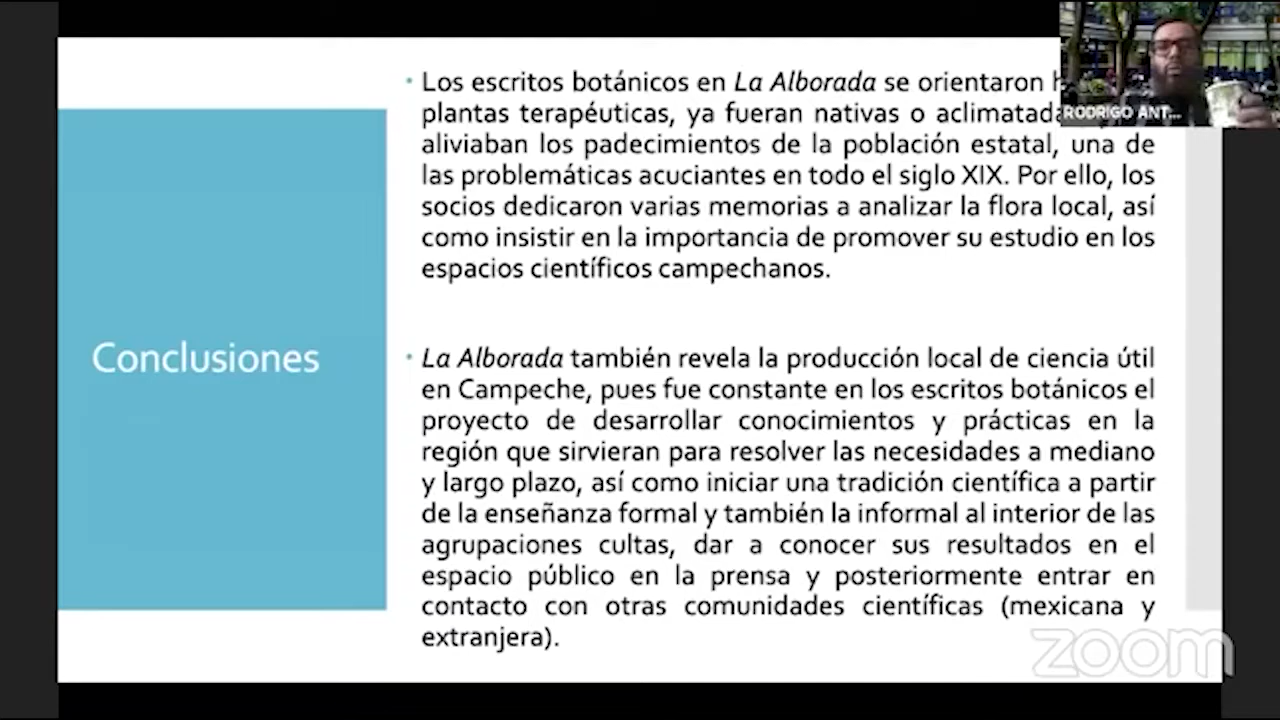 Conclusiones
• Los escritos botánicos en La Alborada se orientaron
plantas terapéuticas, ya fueran nativas o
aliviaban los padecimientos de la población estatal, una de
las problemáticas acuciantes en todo el siglo XIX. Por ello, los
socios dedicaron varias memorias a analizar la flora local, así
como insistir en la importancia de promover su estudio en los
espacios científicos campechanos.
• La Alborada también revela la producción local de ciencia útil
en Campeche, pues fue constante en los escritos botánicos el
proyecto de desarrollar conocimientos y prácticas en la
región que sirvieran para resolver las necesidades a mediano
y largo plazo, así como iniciar una tradición científica a partir
de la enseñanza formal y también la informal al interior de las
agrupaciones cultas, dar a conocer sus resultados en el
espacio público en la prensa y posteriormente entrar en
contacto con otras comunidades científicas (mexicana y
extranjera).
RODRIGO ANT...
zoom